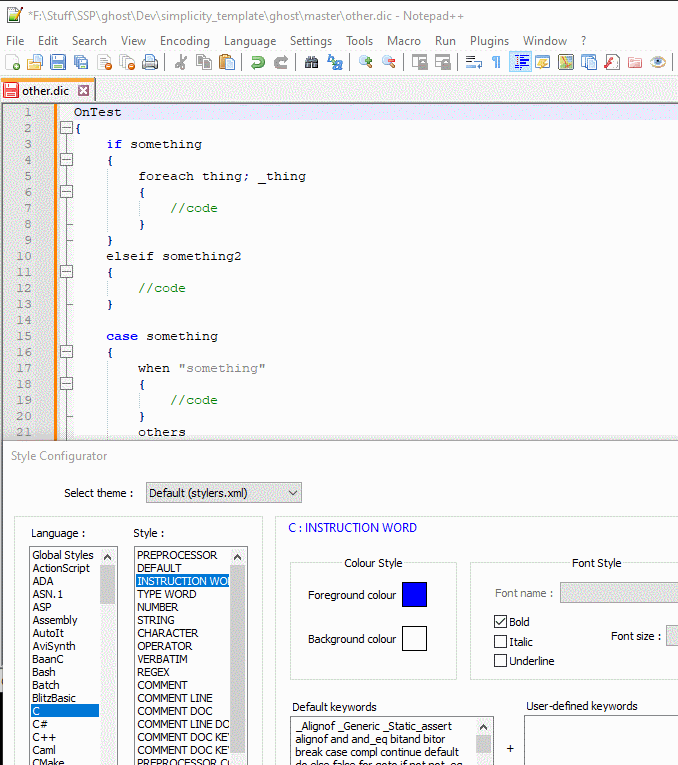 *F:\Stuff\SSP\ghost\Dev\simplicity_template\ghost\master\other.dic - Notepad++
File Edit Search View Encoding Language Settings Tools Macro Run Plugins Window ?
other.dic
1 OnTest
2 {
3 if something
4 {
5 foreach thing; _thing
6 {
7 //code
8 }
9 }
10 elseif something2
11 {
12 //code
13 }
14
15 case something
16 {
17 when "something"
18 {
19 //code
20 }
21 others
Style Configurator
Select theme : Default (stylers.xml)
Language :
Global Styles
ActionScript
ADA
ASN.1
ASP
Assembly
AutoIt
AviSynth
BaanC
Bash
Batch
BlitzBasic
C
C#
C++
Caml
CMake
Style :
PREPROCESSOR
DEFAULT
INSTRUCTION WO
TYPE WORD
NUMBER
STRING
CHARACTER
OPERATOR
VERBATIM
REGEX
COMMENT
COMMENT LINE
COMMENT DOC
COMMENT LINE DO
COMMENT DOC KE
COMMENT DOC KE
PREPROCESSOR C
C : INSTRUCTION WORD
Colour Style
Foreground colour
Background colour
Font Style
Font name :
Bold
Italic
Underline
Font size :
Default keywords
_Alignof _Generic _Static_assert
alignof and and_eq bitand bitor
break case compl continue default
do else false for goto if not not_eq
+
User-defined keywords